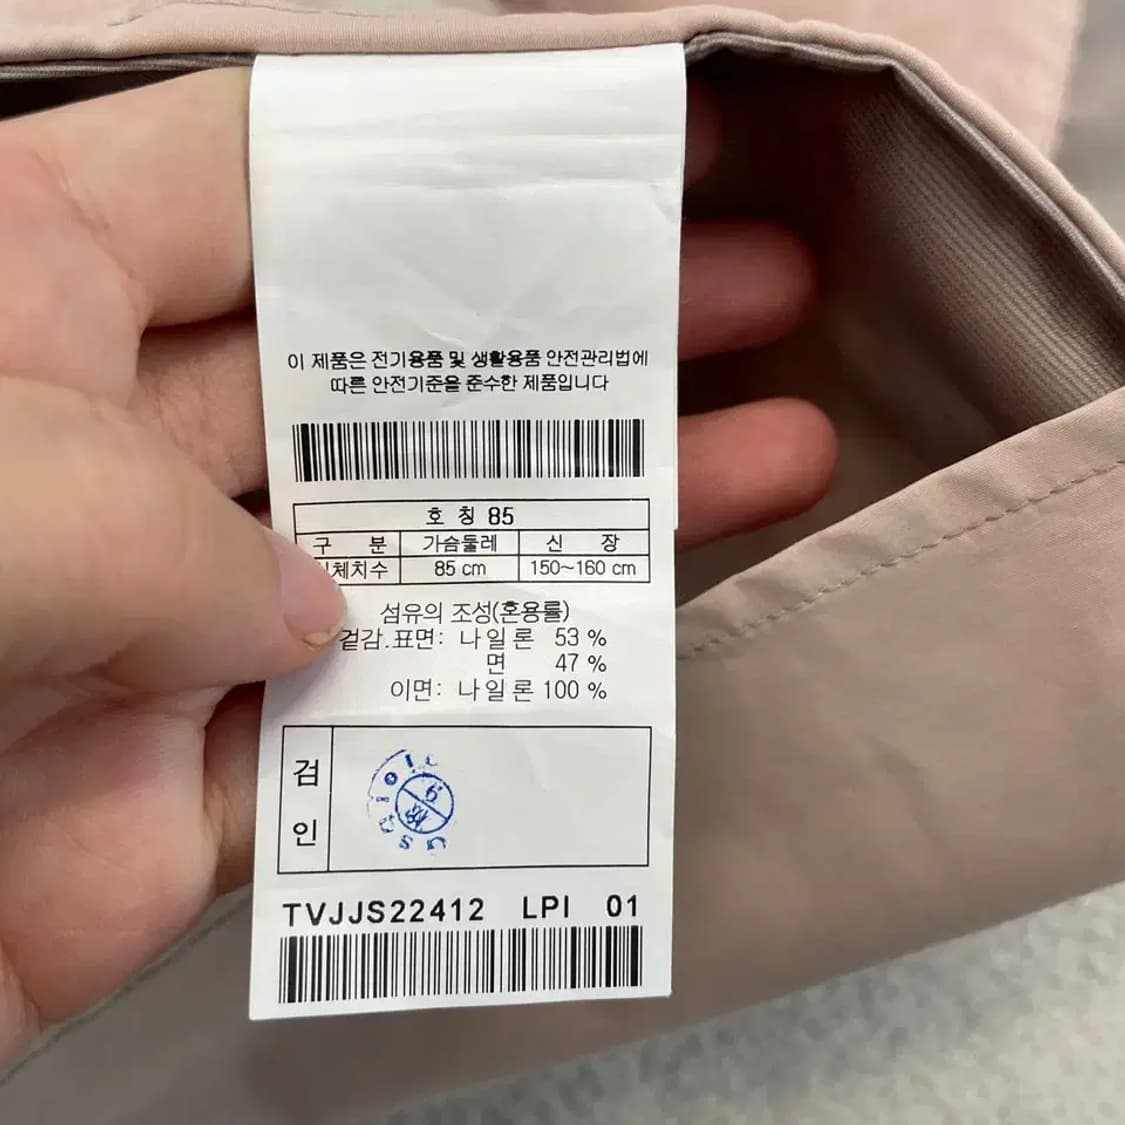 이 제품은 전기용품 및 생활용품 안전관리법에
따른 안전기준을 준수한 제품입니다
호 칭 85
구 분 가슴둘레 신 장
체치수 85 cm 150~160 cm
섬유의 조성(혼용률)
겉감.표면: 나일론 53 %
면 47 %
이면: 나일론 100 %
검
인
TVJJS22412 LPI 01